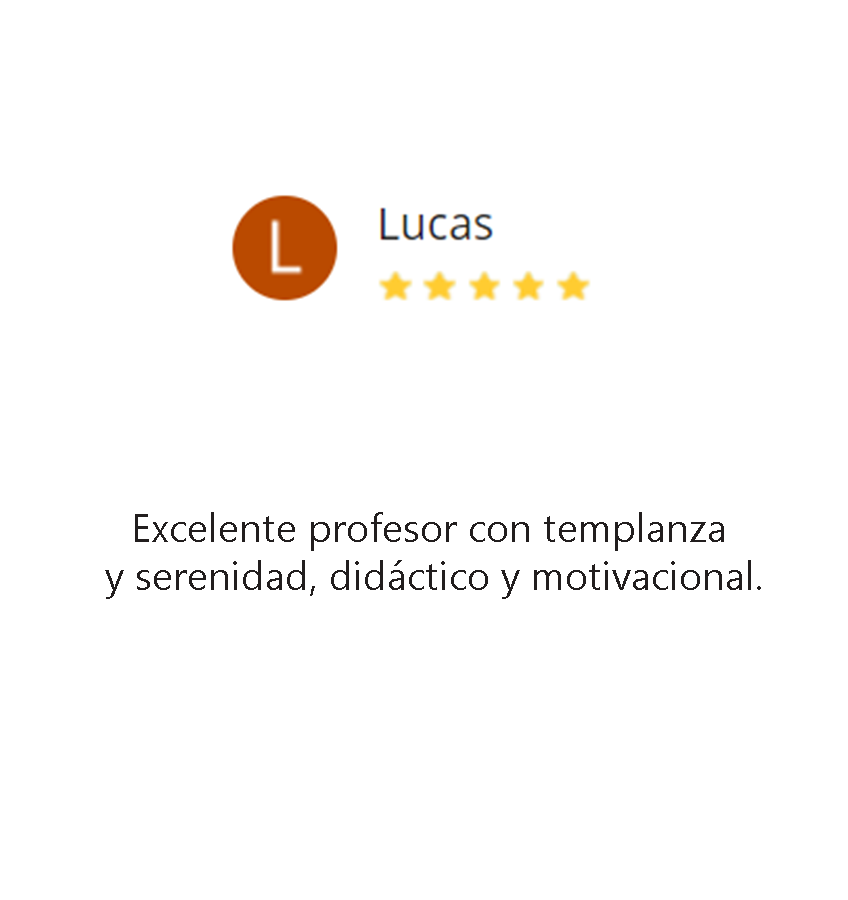 L
Lucas
Excelente profesor con templanza
y serenidad, didáctico y motivacional.